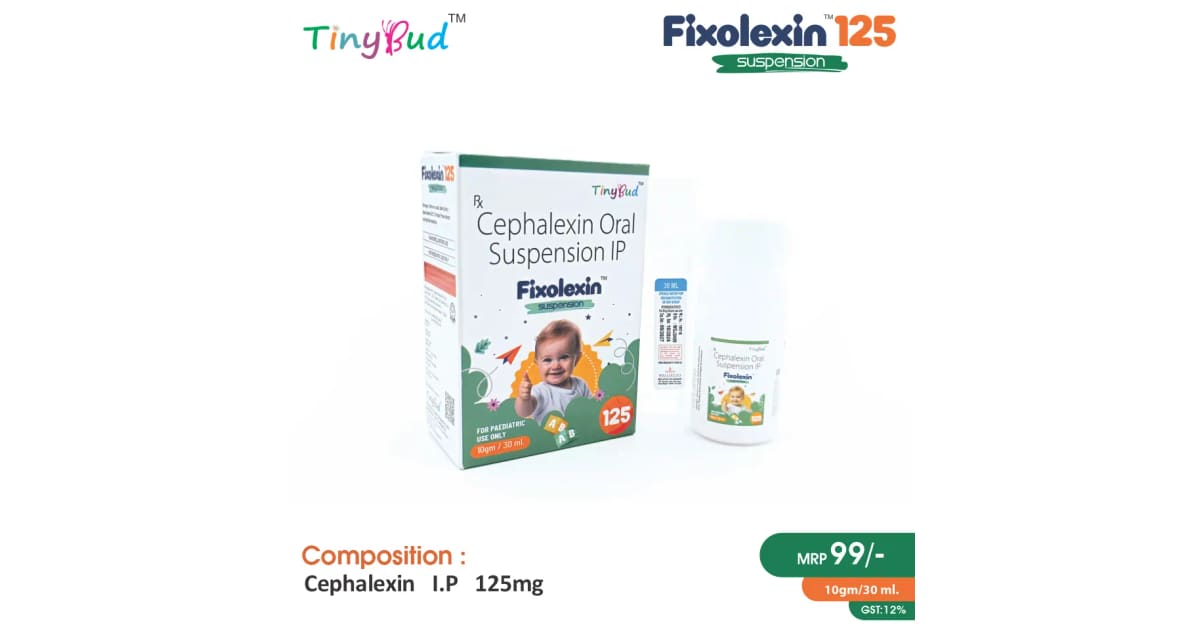 TinyBud™
Fixolexin™ 125
suspension
Fixolexin 125
TinyBud™
Rx
Cephalexin Oral
Suspension IP
Fixolexin™
suspension
FOR PAEDIATRIC
USE ONLY
10gm / 30 ml.
125
A B
A B
30 ML
TinyBud
Cephalexin Oral
Suspension IP
Fixolexin
Composition :
Cephalexin I.P 125mg
MRP 99/-
10gm/30 ml.
GST:12%